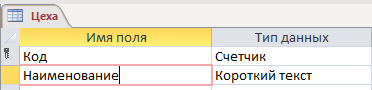 Цеха
Имя поля Тип данных
Код Счетчик
Наименование Короткий текст